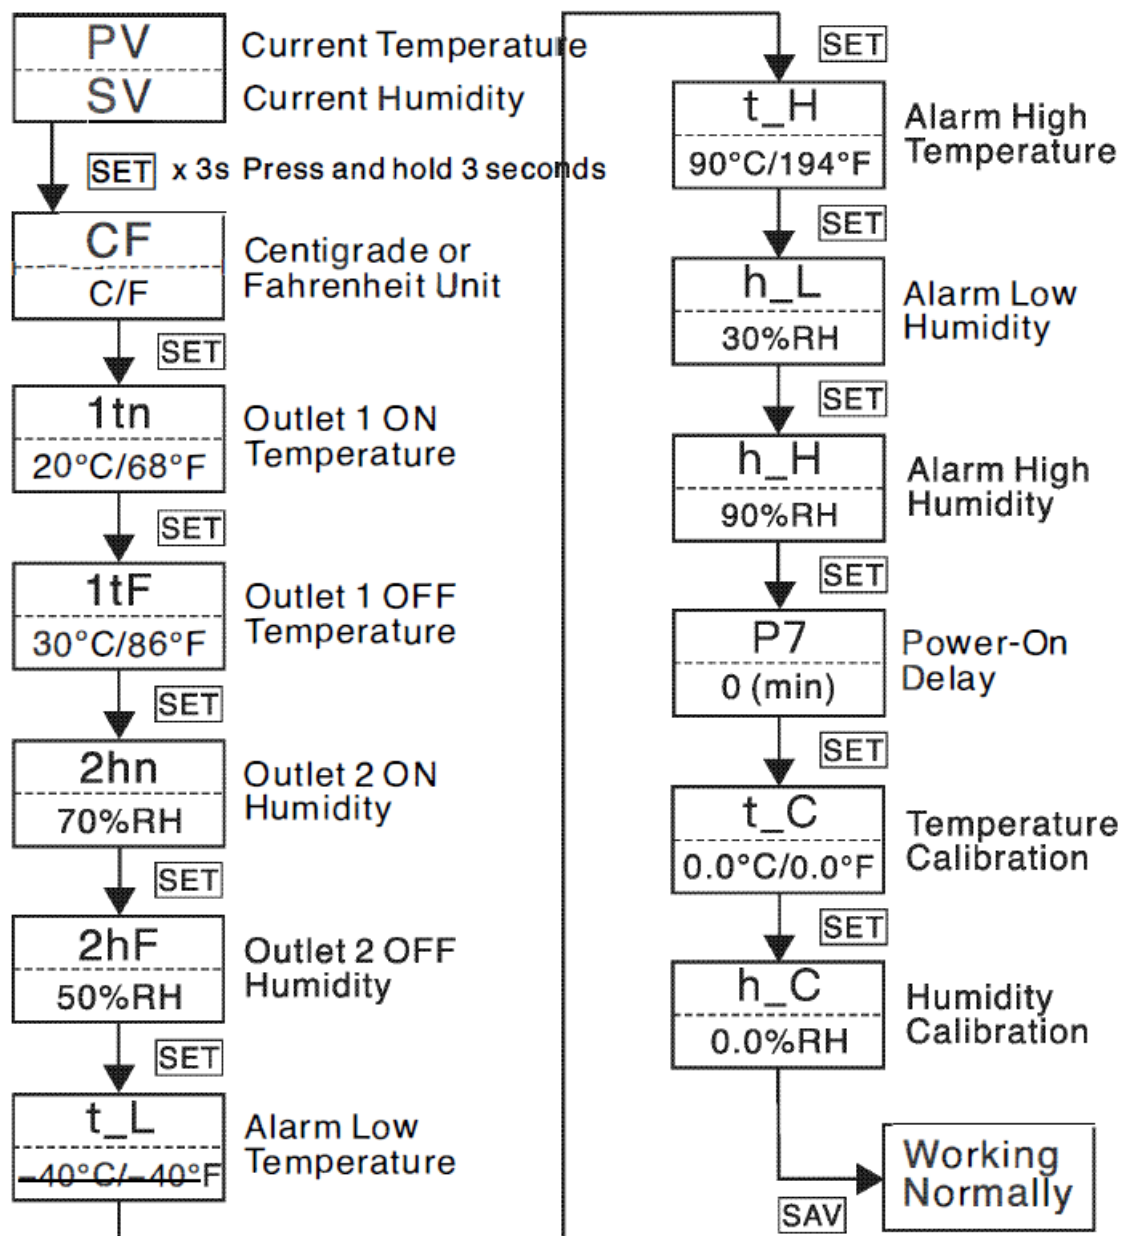 PV
Current Temperature
SV
Current Humidity
SET x 3s Press and hold 3 seconds
CF
C/F
Centigrade or
Fahrenheit Unit
SET
1tn
20°C/68°F
Outlet 1 ON
Temperature
SET
1tF
30°C/86°F
Outlet 1 OFF
Temperature
SET
2hn
70%RH
Outlet 2 ON
Humidity
SET
2hF
50%RH
Outlet 2 OFF
Humidity
SET
t_L
-40°C/-40°F
Alarm Low
Temperature
SET
t_H
90°C/194°F
Alarm High
Temperature
SET
h_L
30%RH
Alarm Low
Humidity
SET
h_H
90%RH
Alarm High
Humidity
SET
P7
0 (min)
Power-On
Delay
SET
t_C
0.0°C/0.0°F
Temperature
Calibration
SET
h_C
0.0%RH
Humidity
Calibration
SAV
Working
Normally